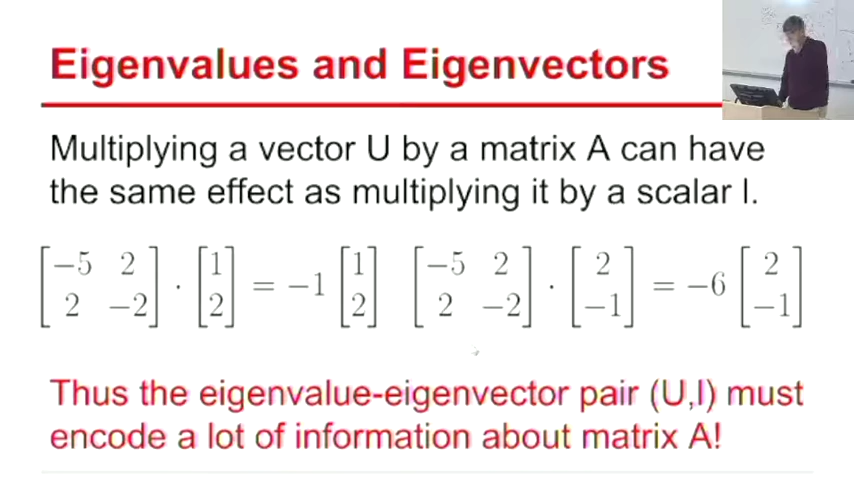 Eigenvalues and Eigenvectors
Multiplying a vector U by a matrix A can have
the same effect as multiplying it by a scalar l.
[−5 2; 2 −2] · [1; 2] = −1 [1; 2] [−5 2; 2 −2] · [2; −1] = −6 [2; −1]
Thus the eigenvalue-eigenvector pair (U,l) must
encode a lot of information about matrix A!